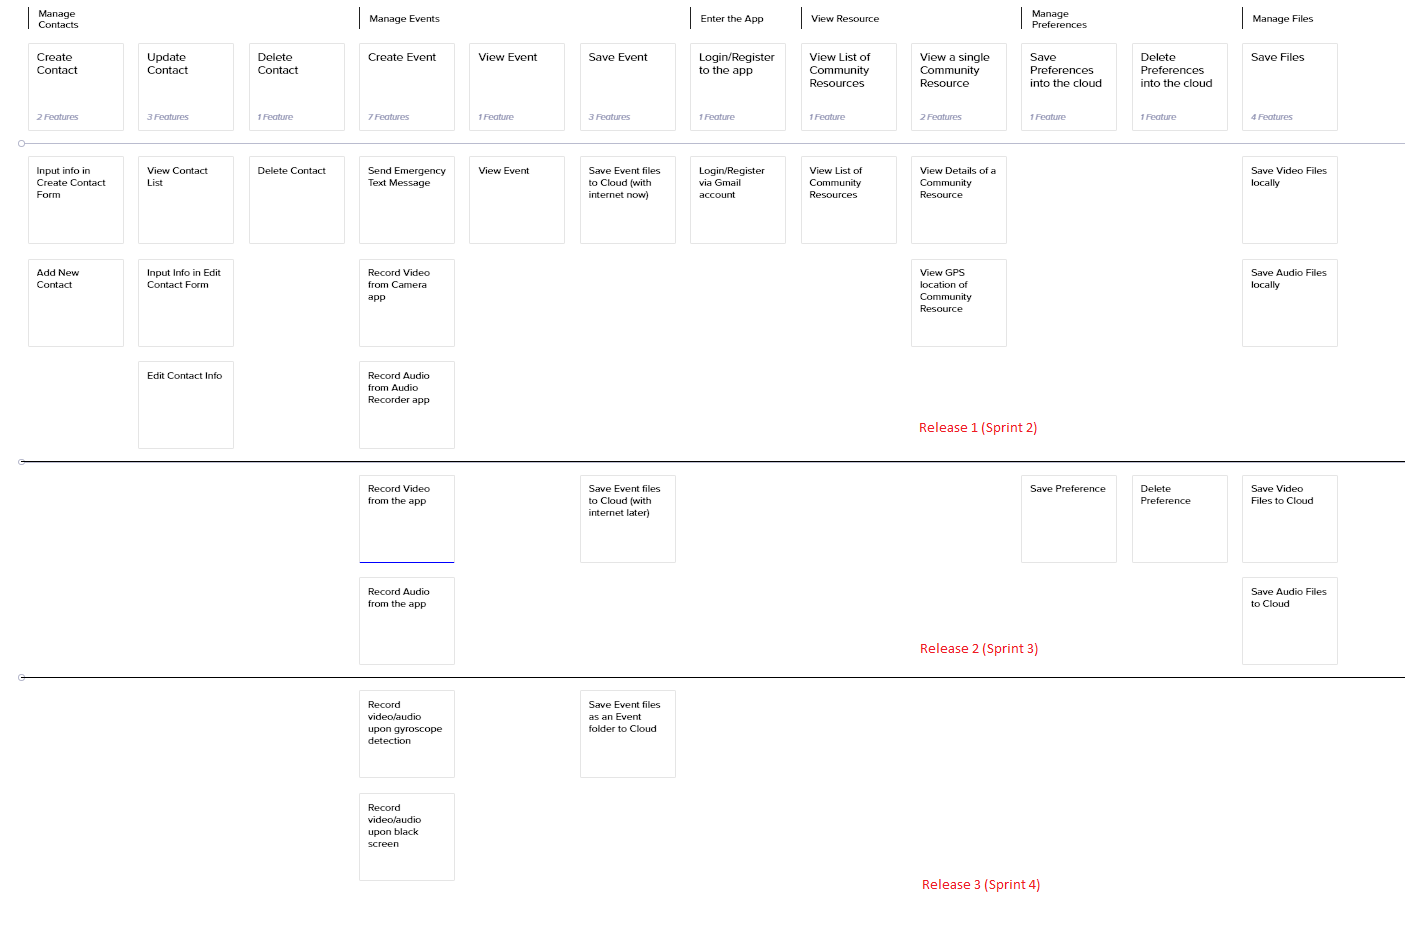 Manage
Contacts
Manage Events
Enter the App
View Resource
Manage
Preferences
Manage Files
Create
Contact
2 Features
Update
Contact
3 Features
Delete
Contact
1 Feature
Create Event
7 Features
View Event
1 Feature
Save Event
3 Features
Login/Register
to the app
1 Feature
View List of
Community
Resources
1 Feature
View a single
Community
Resource
2 Features
Save
Preferences
into the cloud
1 Feature
Delete
Preferences
into the cloud
1 Feature
Save Files
4 Features
Input info in
Create Contact
Form
View Contact
List
Delete Contact
Send Emergency
Text Message
View Event
Save Event files
to Cloud (with
internet now)
Login/Register
via Gmail
account
View List of
Community
Resources
View Details of a
Community
Resource
Save Video Files
locally
Add New
Contact
Input Info in Edit
Contact Form
Record Video
from Camera
app
View GPS
location of
Community
Resource
Save Audio Files
locally
Edit Contact Info
Record Audio
from Audio
Recorder app
Release 1 (Sprint 2)
Record Video
from the app
Save Event files
to Cloud (with
internet later)
Save Preference
Delete
Preference
Save Video
Files to Cloud
Record Audio
from the app
Save Audio Files
to Cloud
Release 2 (Sprint 3)
Record
video/audio
upon gyroscope
detection
Save Event files
as an Event
folder to Cloud
Record
video/audio
upon black
screen
Release 3 (Sprint 4)